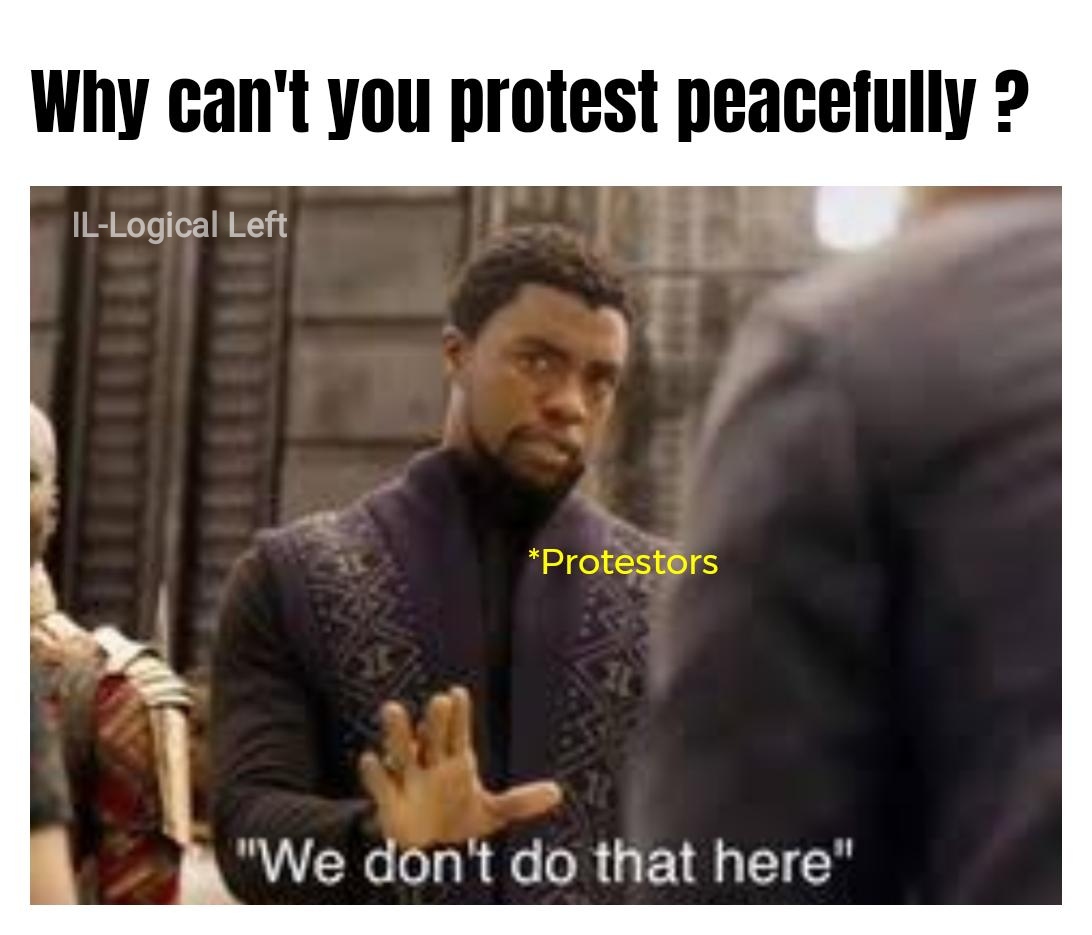 Why can't you protest peacefully ?
IL-Logical Left
*Protestors
"We don't do that here"